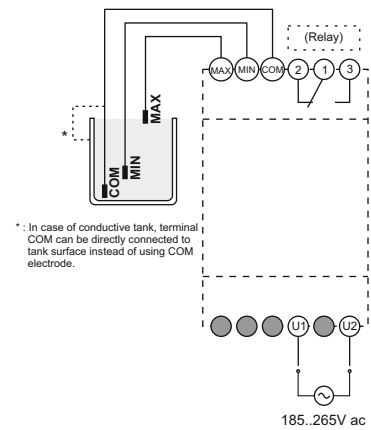 (Relay)
MAX MIN COM 2 1 3
MAX
MIN
COM
*
* : In case of conductive tank, terminal
COM can be directly connected to
tank surface instead of using COM
electrode.
U1 U2
185..265V ac